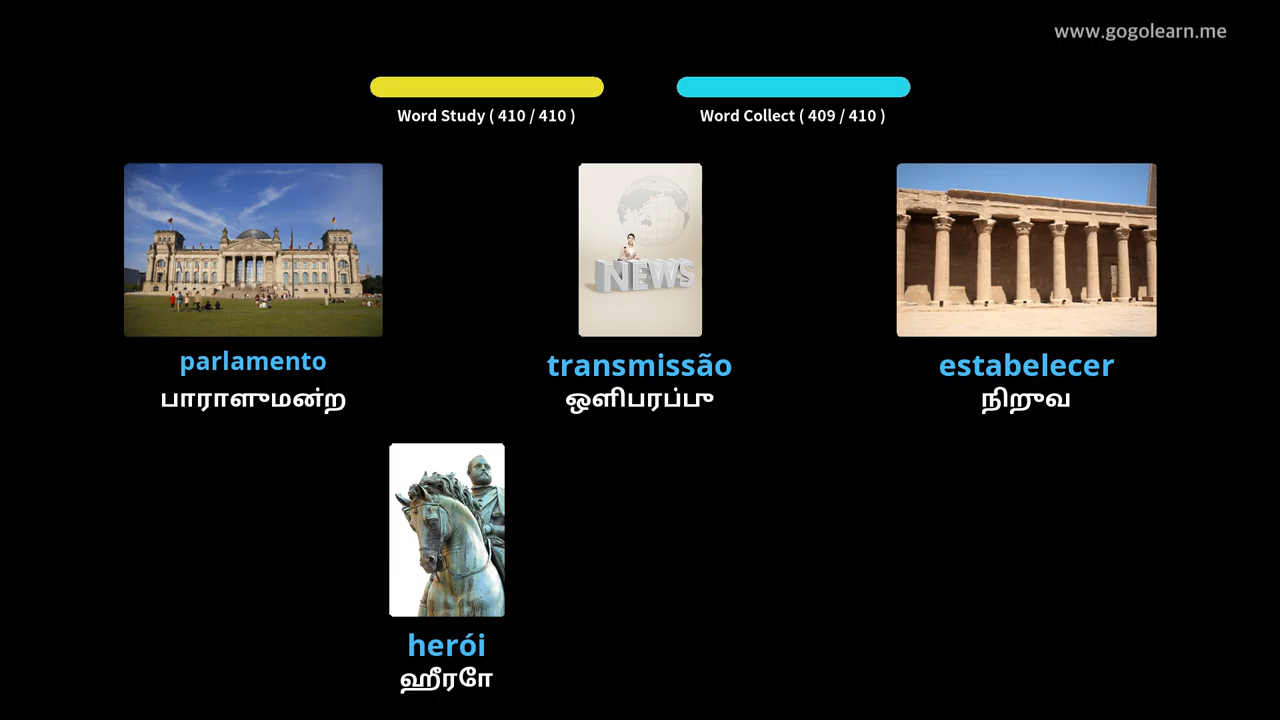 www.gogolearn.me
Word Study ( 410 / 410 )
Word Collect ( 409 / 410 )
NEWS
parlamento
பாராளுமன்ற
transmissão
ஒளிபரப்பு
estabelecer
நிறுவ
herói
ஹீரோ